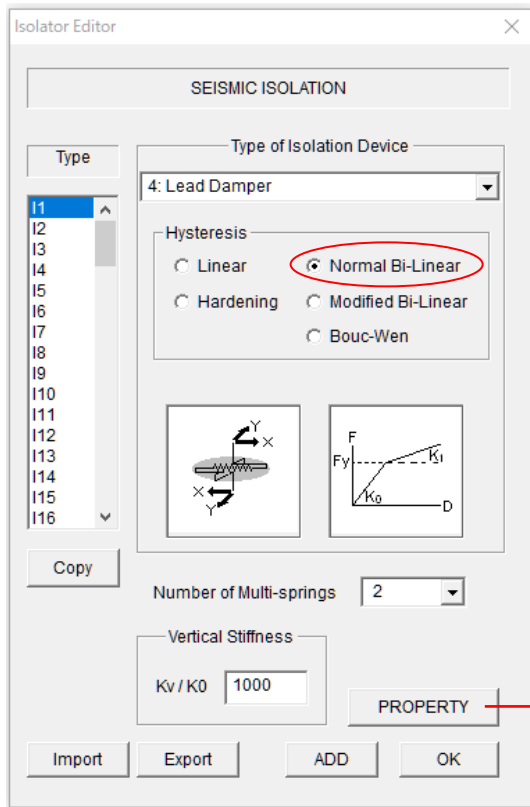 Isolator Editor
SEISMIC ISOLATION
Type
I1
I2
I3
I4
I5
I6
I7
I8
I9
I10
I11
I12
I13
I14
I15
I16
Copy
Type of Isolation Device
4: Lead Damper
Hysteresis
Linear
Normal Bi-Linear
Hardening
Modified Bi-Linear
Bouc-Wen
Y
X
X
Y
F
Fy
K1
K0
D
Number of Multi-springs
2
Vertical Stiffness
Kv / K0
1000
PROPERTY
Import
Export
ADD
OK